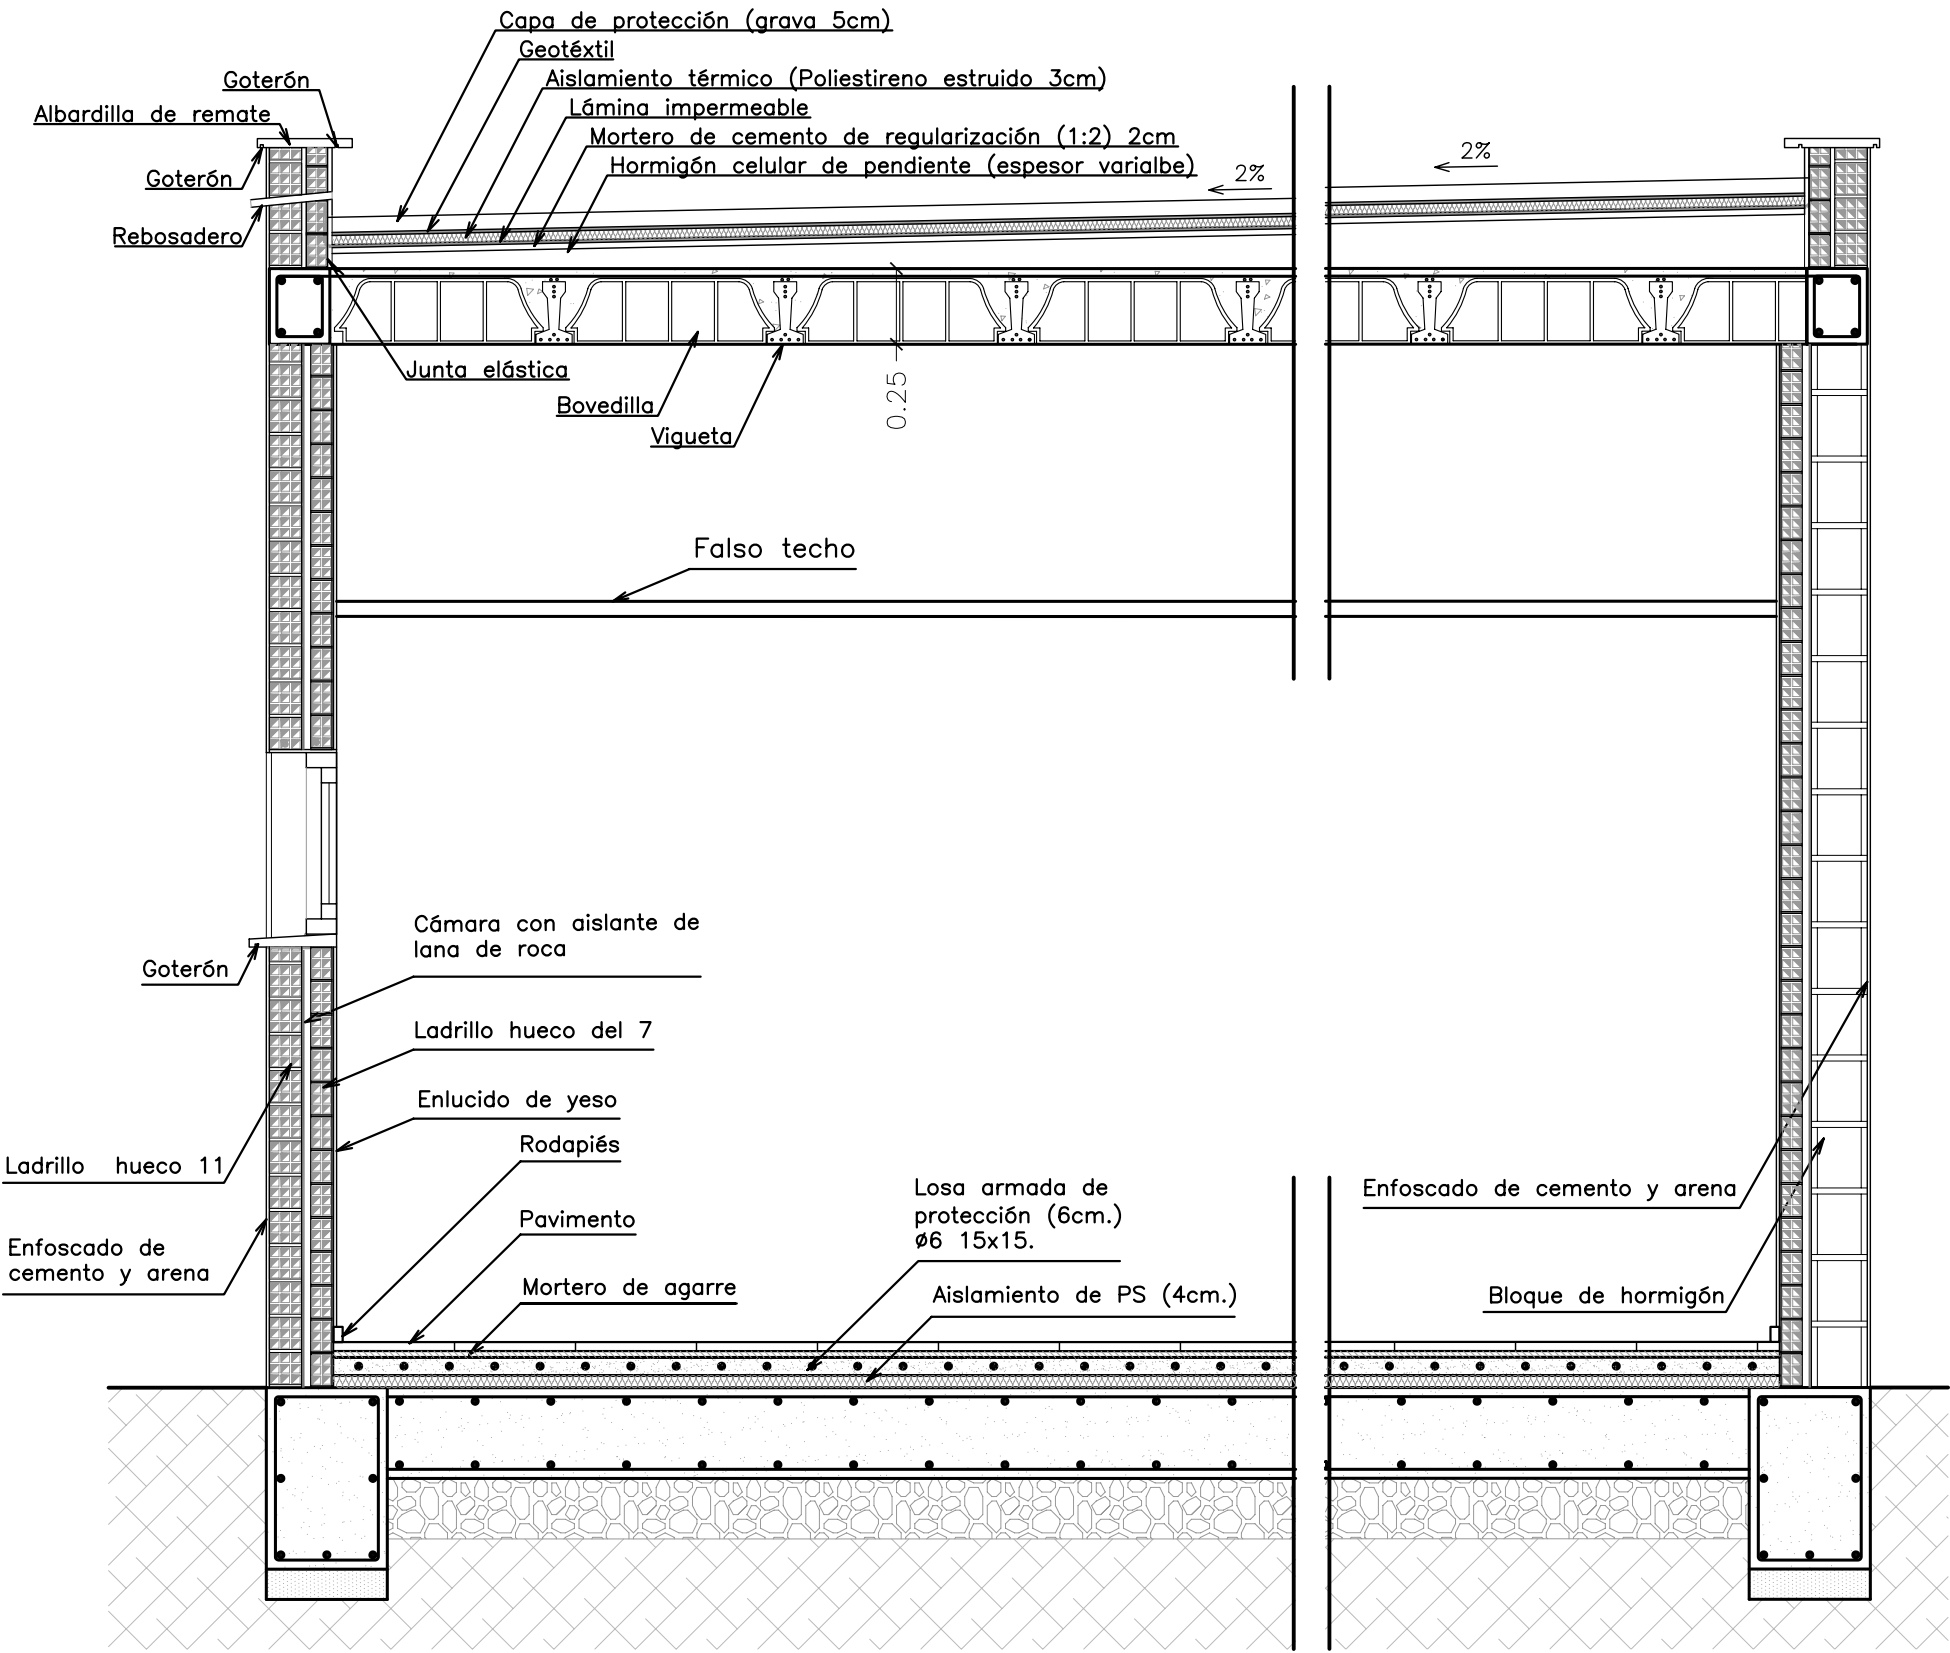 Capa de protección (grava 5cm)
Geotéxtil
Goterón
Aislamiento térmico (Poliestireno estruido 3cm)
Albardilla de remate
Lámina impermeable
Mortero de cemento de regularización (1:2) 2cm
Hormigón celular de pendiente (espesor varialbe)
2%
2%
Goterón
Rebosadero
Junta elástica
Bovedilla
Vigueta
0.25
Falso techo
Cámara con aislante de
lana de roca
Goterón
Ladrillo hueco del 7
Enlucido de yeso
Rodapiés
Ladrillo hueco 11
Losa armada de
protección (6cm.)
ø6 15x15.
Enfoscado de cemento y arena
Pavimento
Enfoscado de
cemento y arena
Mortero de agarre
Aislamiento de PS (4cm.)
Bloque de hormigón